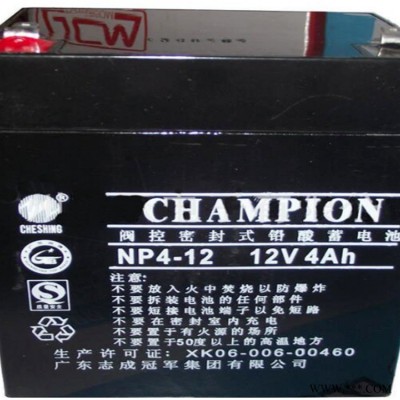 CHAMPION
CHESHING
阀控密封式铅酸蓄电池
NP4-12 12V 4Ah
注意：
不要放入火中焚烧以防爆炸
不要拆装电池的任何部件
不要短接电池端子以免短路
不要在密封室内充电
不要置于有火源的场所
不要置于50度以上的高温地方
生产许可证：XK06-006-00460
广东志成冠军集团有限公司